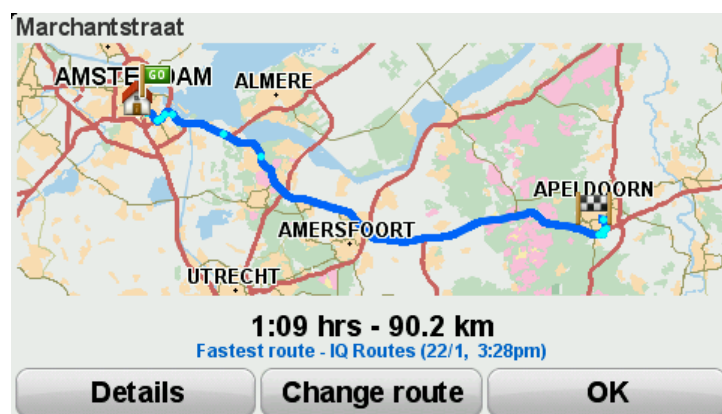 Marchantstraat
AMSTERDAM
GO
ALMERE
APELDOORN
AMERSFOORT
UTRECHT
1:09 hrs - 90.2 km
Fastest route - IQ Routes (22/1, 3:28pm)
Details
Change route
OK